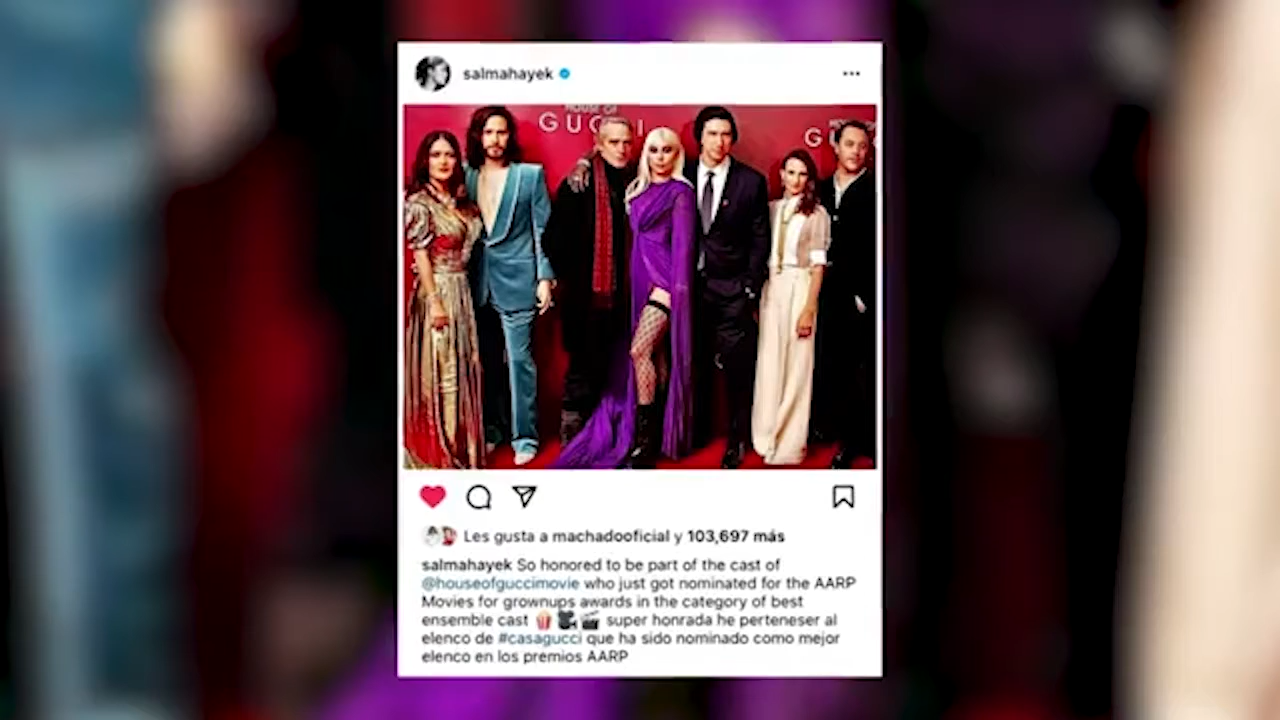 salmahayek
HOUSE OF
GUCCI
G
Les gusta a machadooficial y 103,697 más
salmahayek So honored to be part of the cast of
@houseofguccimovie who just got nominated for the AARP
Movies for grownups awards in the category of best
ensemble cast 🍿🎥🎬 super honrada he perteneser al
elenco de #casagucci que ha sido nominado como mejor
elenco en los premios AARP